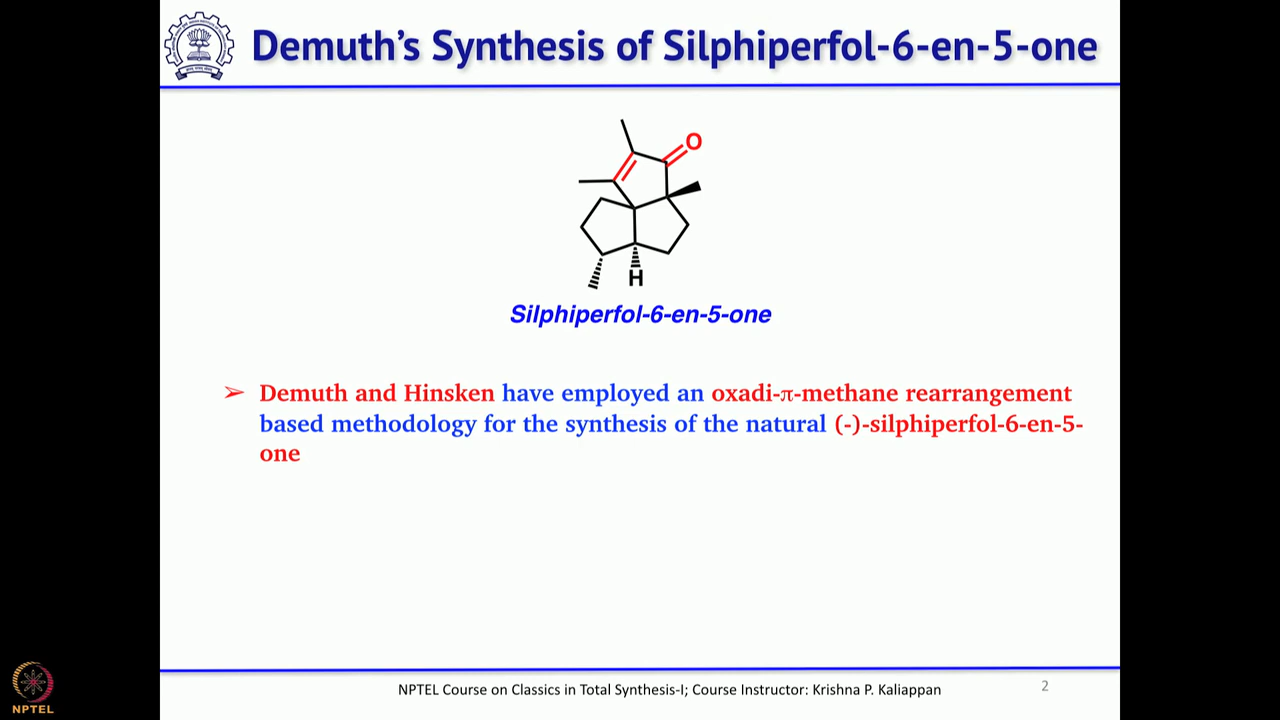 Demuth's Synthesis of Silphiperfol-6-en-5-one
O
H
Silphiperfol-6-en-5-one
➢ Demuth and Hinsken have employed an oxadi-π-methane rearrangement
based methodology for the synthesis of the natural (-)-silphiperfol-6-en-5-
one
NPTEL Course on Classics in Total Synthesis-I; Course Instructor: Krishna P. Kaliappan
2
NPTEL